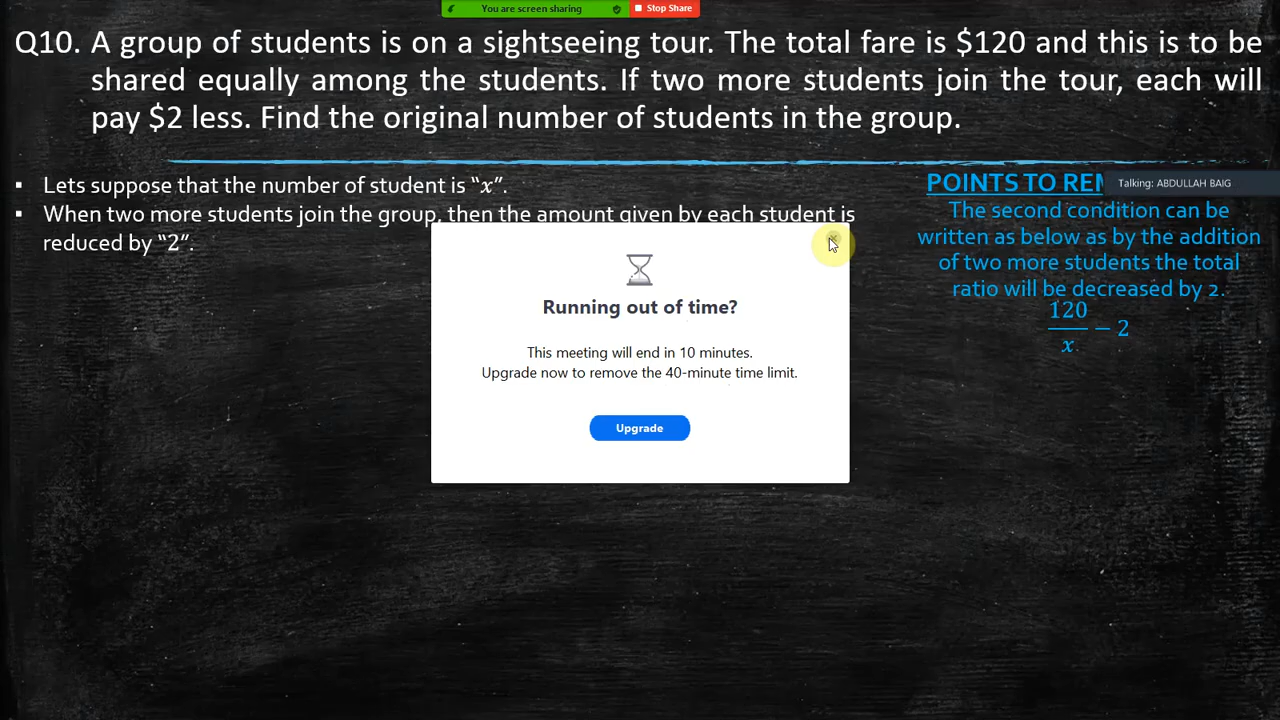 You are screen sharing
Stop Share
Q10. A group of students is on a sightseeing tour. The total fare is $120 and this is to be
shared equally among the students. If two more students join the tour, each will
pay $2 less. Find the original number of students in the group.
▪ Lets suppose that the number of student is “x”.
▪ When two more students join the group, then the amount given by each student is
reduced by “2”.
POINTS TO REM
Talking: ABDULLAH BAIG
The second condition can be
written as below as by the addition
of two more students the total
ratio will be decreased by 2.
120
— − 2
x
Running out of time?
This meeting will end in 10 minutes.
Upgrade now to remove the 40-minute time limit.
Upgrade